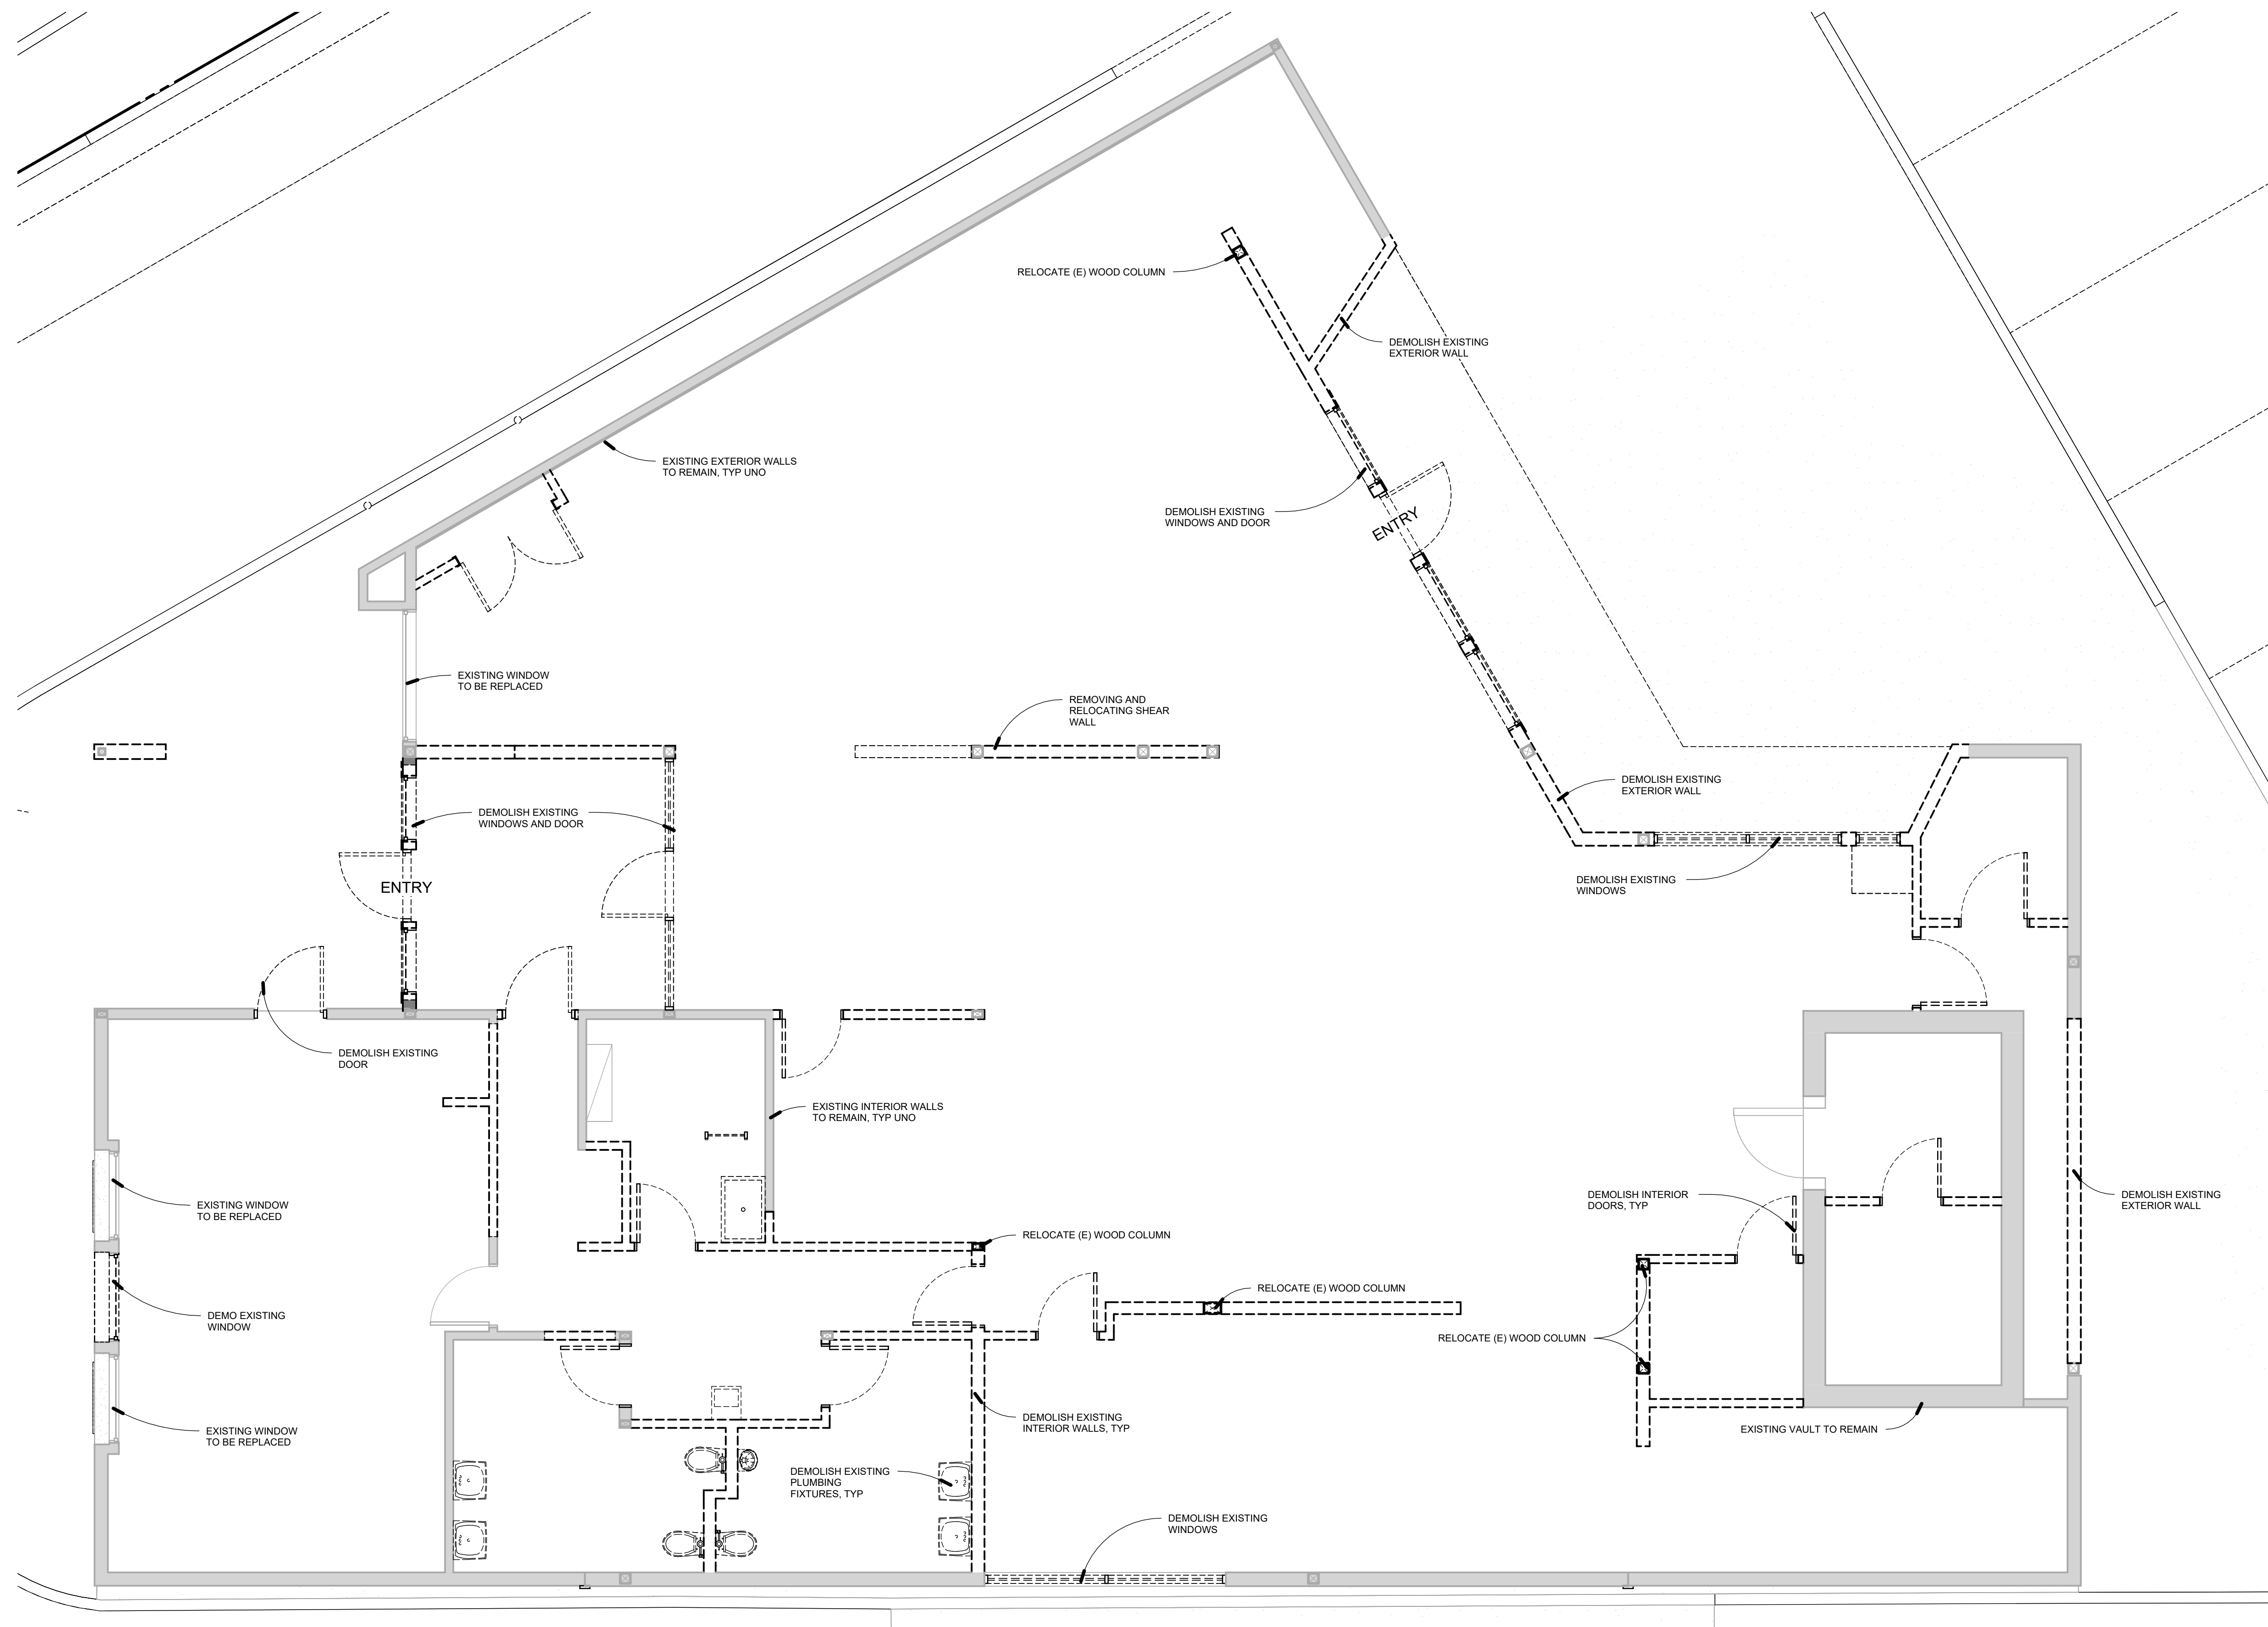 RELOCATE (E) WOOD COLUMN
DEMOLISH EXISTING
EXTERIOR WALL
EXISTING EXTERIOR WALLS
TO REMAIN, TYP UNO
DEMOLISH EXISTING
WINDOWS AND DOOR
ENTRY
EXISTING WINDOW
TO BE REPLACED
REMOVING AND
RELOCATING SHEAR
WALL
DEMOLISH EXISTING
WINDOWS AND DOOR
DEMOLISH EXISTING
EXTERIOR WALL
ENTRY
DEMOLISH EXISTING
WINDOWS
DEMOLISH EXISTING
DOOR
EXISTING INTERIOR WALLS
TO REMAIN, TYP UNO
EXISTING WINDOW
TO BE REPLACED
DEMOLISH INTERIOR
DOORS, TYP
DEMOLISH EXISTING
EXTERIOR WALL
RELOCATE (E) WOOD COLUMN
RELOCATE (E) WOOD COLUMN
DEMO EXISTING
WINDOW
RELOCATE (E) WOOD COLUMN
EXISTING WINDOW
TO BE REPLACED
DEMOLISH EXISTING
INTERIOR WALLS, TYP
EXISTING VAULT TO REMAIN
DEMOLISH EXISTING
PLUMBING
FIXTURES, TYP
DEMOLISH EXISTING
WINDOWS